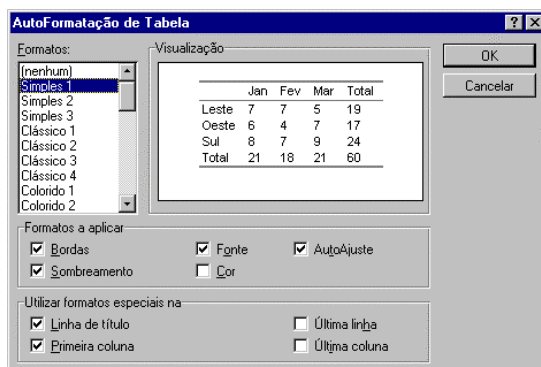 AutoFormatação de Tabela
Formatos:
(nenhum)
Simples 1
Simples 2
Simples 3
Clássico 1
Clássico 2
Clássico 3
Clássico 4
Colorido 1
Colorido 2
Visualização
Jan Fev Mar Total
Leste 7 7 5 19
Oeste 6 4 7 17
Sul 8 7 9 24
Total 21 18 21 60
OK
Cancelar
Formatos a aplicar
Bordas Fonte AutoAjuste
Sombreamento Cor
Utilizar formatos especiais na
Linha de título Última linha
Primeira coluna Última coluna